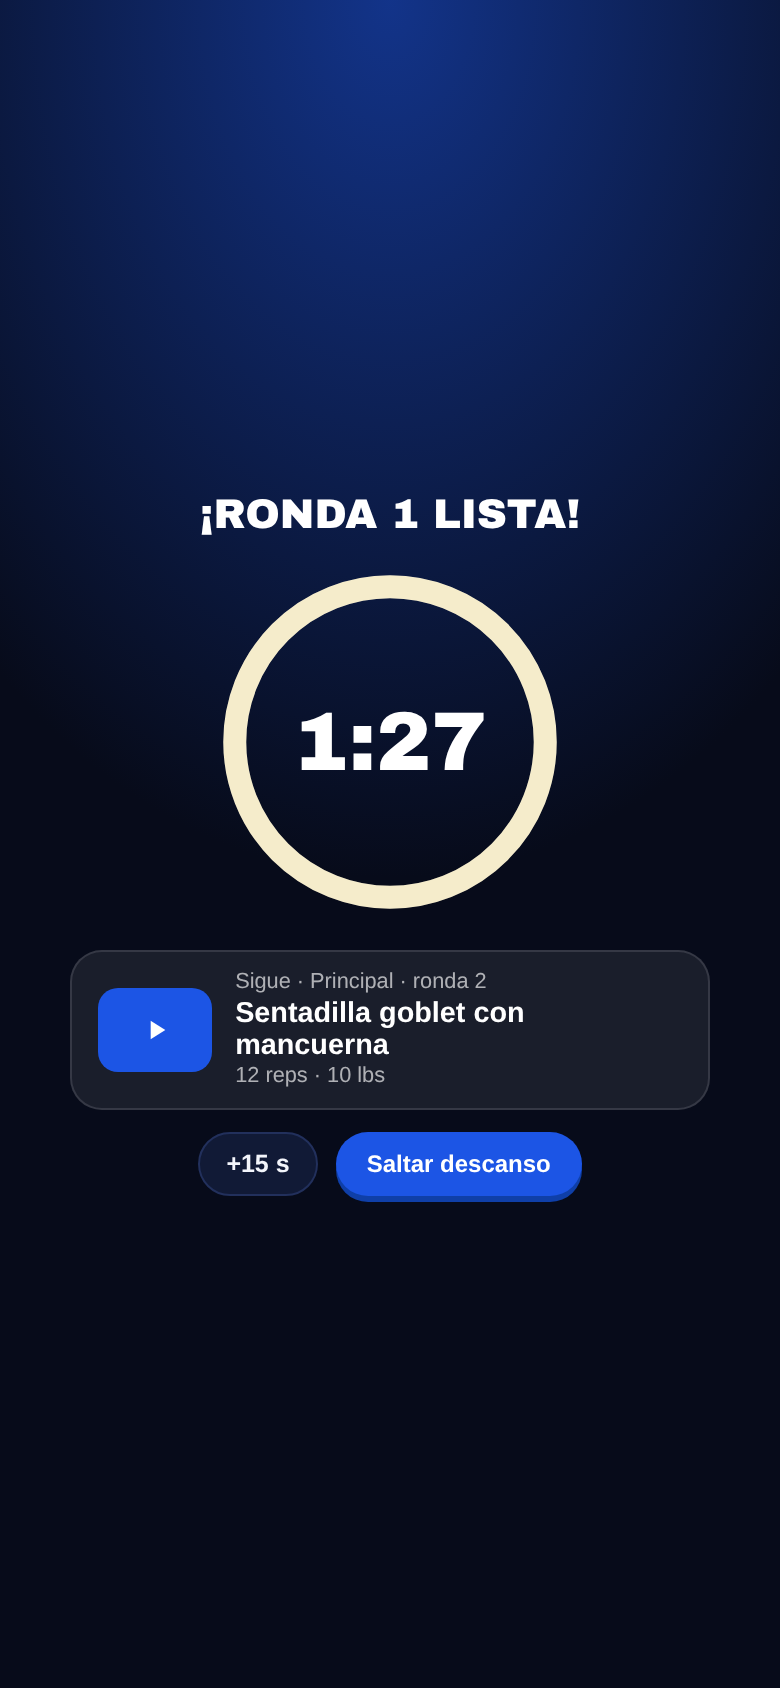 ¡RONDA 1 LISTA!
1:27
Sigue · Principal · ronda 2
Sentadilla goblet con
mancuerna
12 reps · 10 lbs
+15 s
Saltar descanso